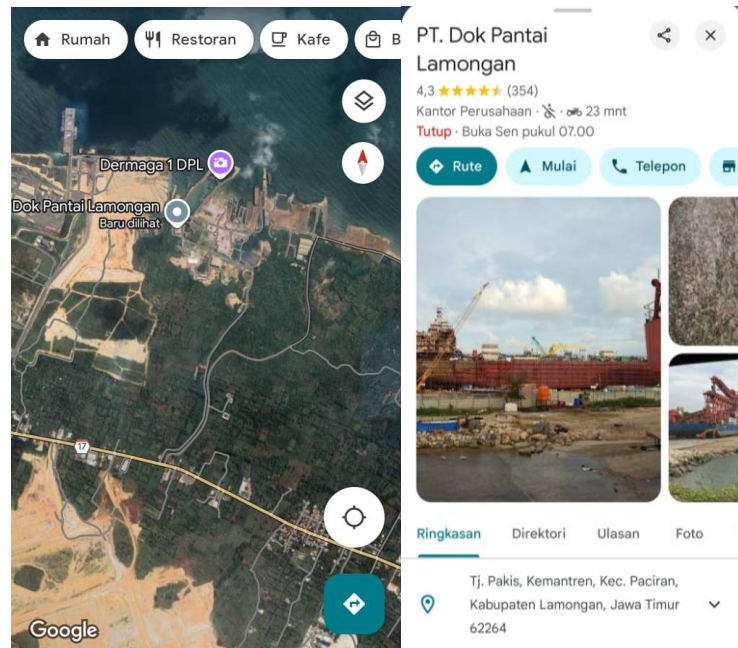 Rumah
Restoran
Kafe
B
Dermaga 1 DPL
Dok Pantai Lamongan
Baru dilihat
17
Google
PT. Dok Pantai
Lamongan
4,3 (354)
Kantor Perusahaan · 23 mnt
Tutup · Buka Sen pukul 07.00
Rute
Mulai
Telepon
Ringkasan
Direktori
Ulasan
Foto
Tj. Pakis, Kemantren, Kec. Paciran,
Kabupaten Lamongan, Jawa Timur
62264